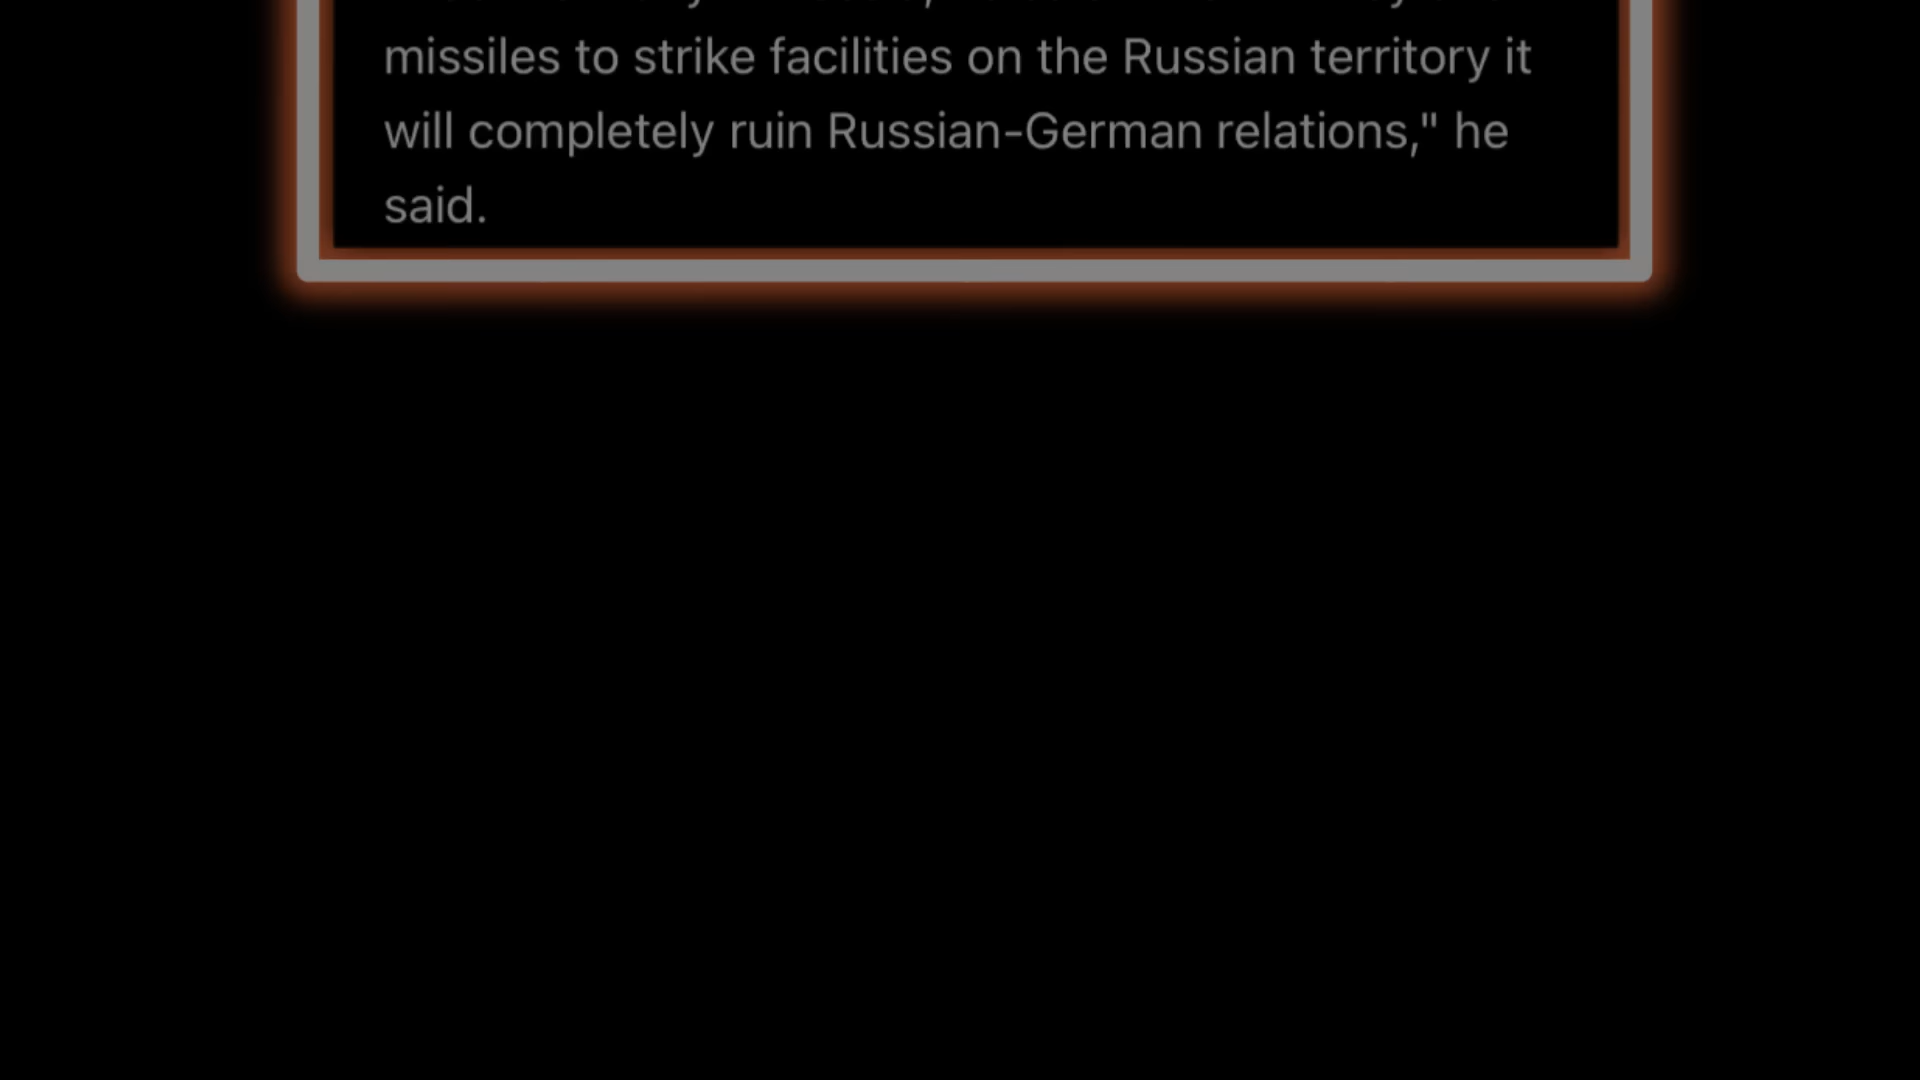 missiles to strike facilities on the Russian territory it
will completely ruin Russian-German relations," he
said.